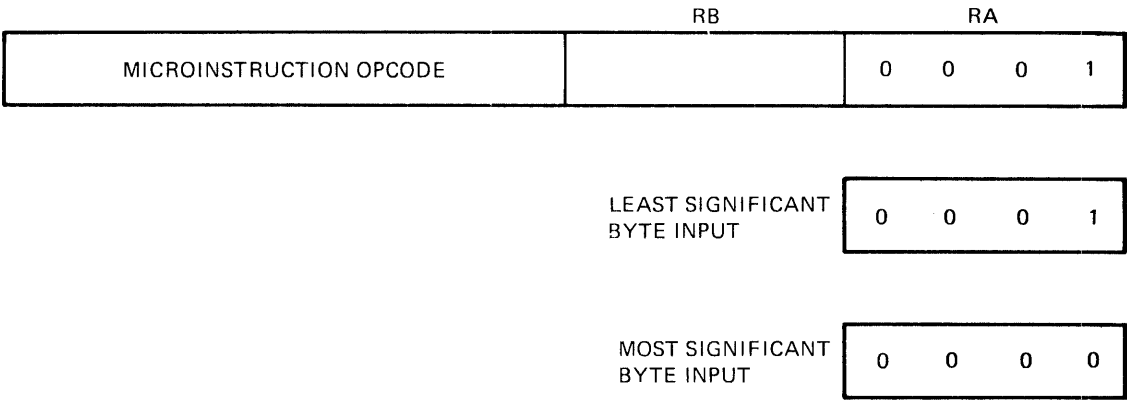 RB RA
MICROINSTRUCTION OPCODE 0 0 0 1
LEAST SIGNIFICANT
BYTE INPUT 0 0 0 1
MOST SIGNIFICANT
BYTE INPUT 0 0 0 0